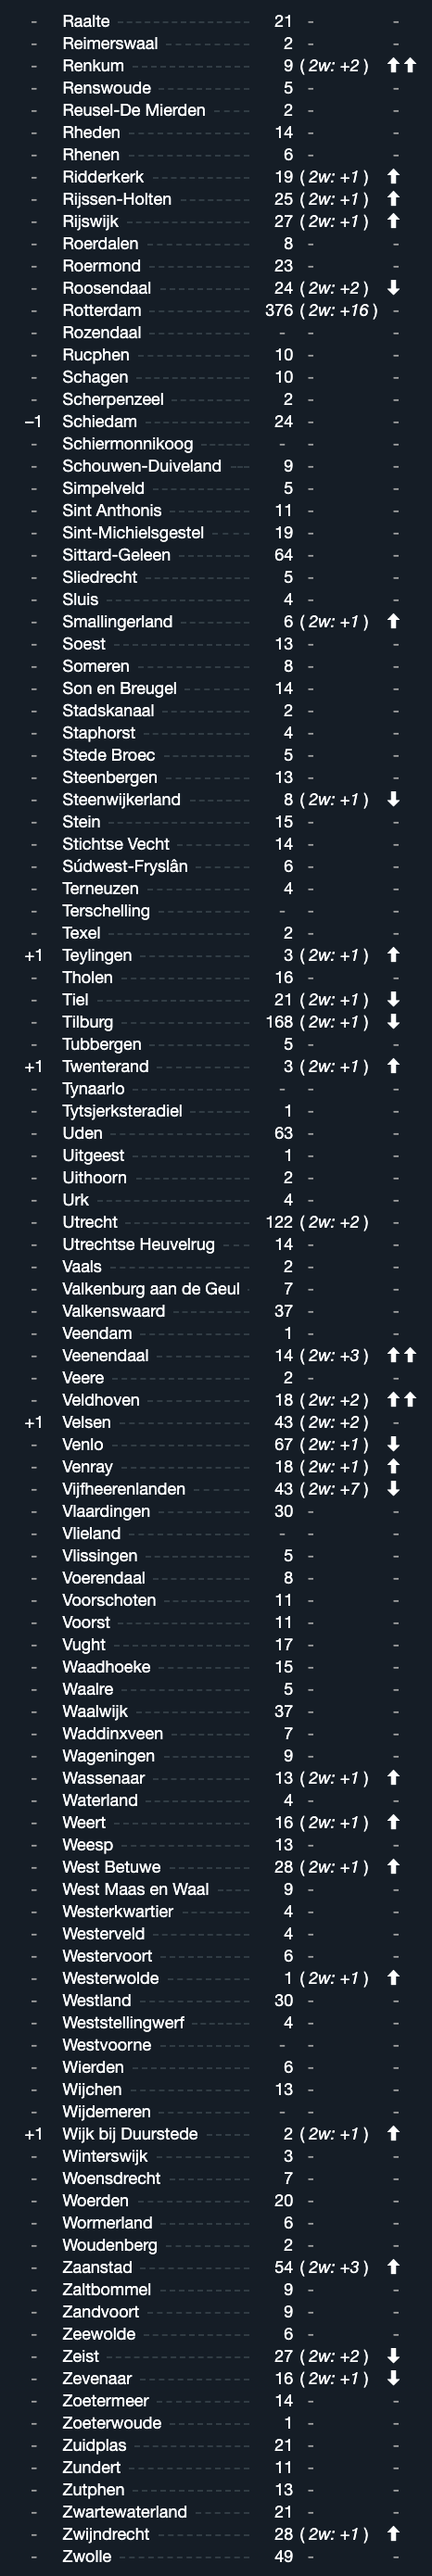 - Raalte 21 - -
- Reimerswaal 2 - -
- Renkum 9 ( 2w: +2 ) ⬆⬆
- Renswoude 5 - -
- Reusel-De Mierden 2 - -
- Rheden 14 - -
- Rhenen 6 - -
- Ridderkerk 19 ( 2w: +1 ) ⬆
- Rijssen-Holten 25 ( 2w: +1 ) ⬆
- Rijswijk 27 ( 2w: +1 ) ⬆
- Roerdalen 8 - -
- Roermond 23 - -
- Roosendaal 24 ( 2w: +2 ) ⬇
- Rotterdam 376 ( 2w: +16 ) -
- Rozendaal - - -
- Rucphen 10 - -
- Schagen 10 - -
- Scherpenzeel 2 - -
–1 Schiedam 24 - -
- Schiermonnikoog - - -
- Schouwen-Duiveland 9 - -
- Simpelveld 5 - -
- Sint Anthonis 11 - -
- Sint-Michielsgestel 19 - -
- Sittard-Geleen 64 - -
- Sliedrecht 5 - -
- Sluis 4 - -
- Smallingerland 6 ( 2w: +1 ) ⬆
- Soest 13 - -
- Someren 8 - -
- Son en Breugel 14 - -
- Stadskanaal 2 - -
- Staphorst 4 - -
- Stede Broec 5 - -
- Steenbergen 13 - -
- Steenwijkerland 8 ( 2w: +1 ) ⬇
- Stein 15 - -
- Stichtse Vecht 14 - -
- Súdwest-Fryslân 6 - -
- Terneuzen 4 - -
- Terschelling - - -
- Texel 2 - -
+1 Teylingen 3 ( 2w: +1 ) ⬆
- Tholen 16 - -
- Tiel 21 ( 2w: +1 ) ⬇
- Tilburg 168 ( 2w: +1 ) ⬇
- Tubbergen 5 - -
+1 Twenterand 3 ( 2w: +1 ) ⬆
- Tynaarlo - - -
- Tytsjerksteradiel 1 - -
- Uden 63 - -
- Uitgeest 1 - -
- Uithoorn 2 - -
- Urk 4 - -
- Utrecht 122 ( 2w: +2 ) -
- Utrechtse Heuvelrug 14 - -
- Vaals 2 - -
- Valkenburg aan de Geul 7 - -
- Valkenswaard 37 - -
- Veendam 1 - -
- Veenendaal 14 ( 2w: +3 ) ⬆⬆
- Veere 2 - -
- Veldhoven 18 ( 2w: +2 ) ⬆⬆
+1 Velsen 43 ( 2w: +2 ) -
- Venlo 67 ( 2w: +1 ) ⬇
- Venray 18 ( 2w: +1 ) ⬆
- Vijfheerenlanden 43 ( 2w: +7 ) ⬇
- Vlaardingen 30 - -
- Vlieland - - -
- Vlissingen 5 - -
- Voerendaal 8 - -
- Voorschoten 11 - -
- Voorst 11 - -
- Vught 17 - -
- Waadhoeke 15 - -
- Waalre 5 - -
- Waalwijk 37 - -
- Waddinxveen 7 - -
- Wageningen 9 - -
- Wassenaar 13 ( 2w: +1 ) ⬆
- Waterland 4 - -
- Weert 16 ( 2w: +1 ) ⬆
- Weesp 13 - -
- West Betuwe 28 ( 2w: +1 ) ⬆
- West Maas en Waal 9 - -
- Westerkwartier 4 - -
- Westerveld 4 - -
- Westervoort 6 - -
- Westerwolde 1 ( 2w: +1 ) ⬆
- Westland 30 - -
- Weststellingwerf 4 - -
- Westvoorne - - -
- Wierden 6 - -
- Wijchen 13 - -
- Wijdemeren - - -
+1 Wijk bij Duurstede 2 ( 2w: +1 ) ⬆
- Winterswijk 3 - -
- Woensdrecht 7 - -
- Woerden 20 - -
- Wormerland 6 - -
- Woudenberg 2 - -
- Zaanstad 54 ( 2w: +3 ) ⬆
- Zaltbommel 9 - -
- Zandvoort 9 - -
- Zeewolde 6 - -
- Zeist 27 ( 2w: +2 ) ⬇
- Zevenaar 16 ( 2w: +1 ) ⬇
- Zoetermeer 14 - -
- Zoeterwoude 1 - -
- Zuidplas 21 - -
- Zundert 11 - -
- Zutphen 13 - -
- Zwartewaterland 21 - -
- Zwijndrecht 28 ( 2w: +1 ) ⬆
- Zwolle 49 - -